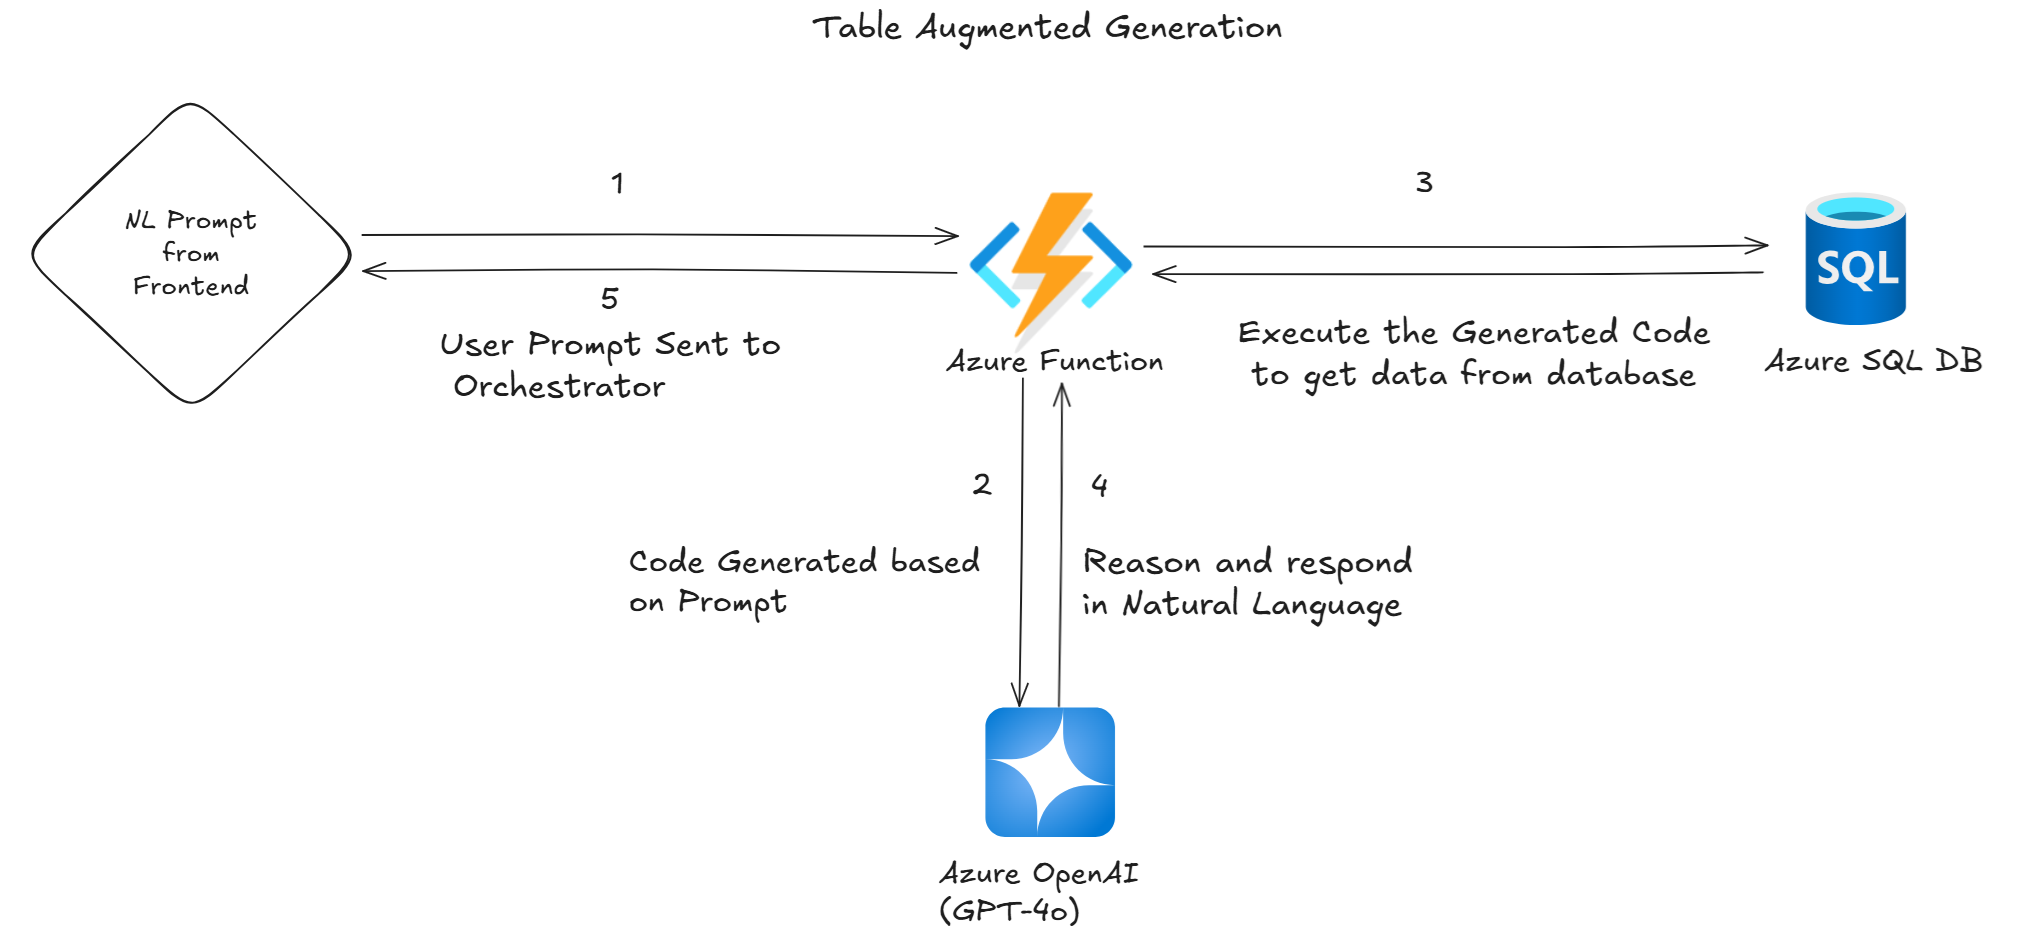 Table Augmented Generation
NL Prompt
from
Frontend
1
5
User Prompt Sent to
Orchestrator
Azure Function
3
Execute the Generated Code
to get data from database
SQL
Azure SQL DB
2
Code Generated based
on Prompt
4
Reason and respond
in Natural Language
Azure OpenAI
(GPT-4o)